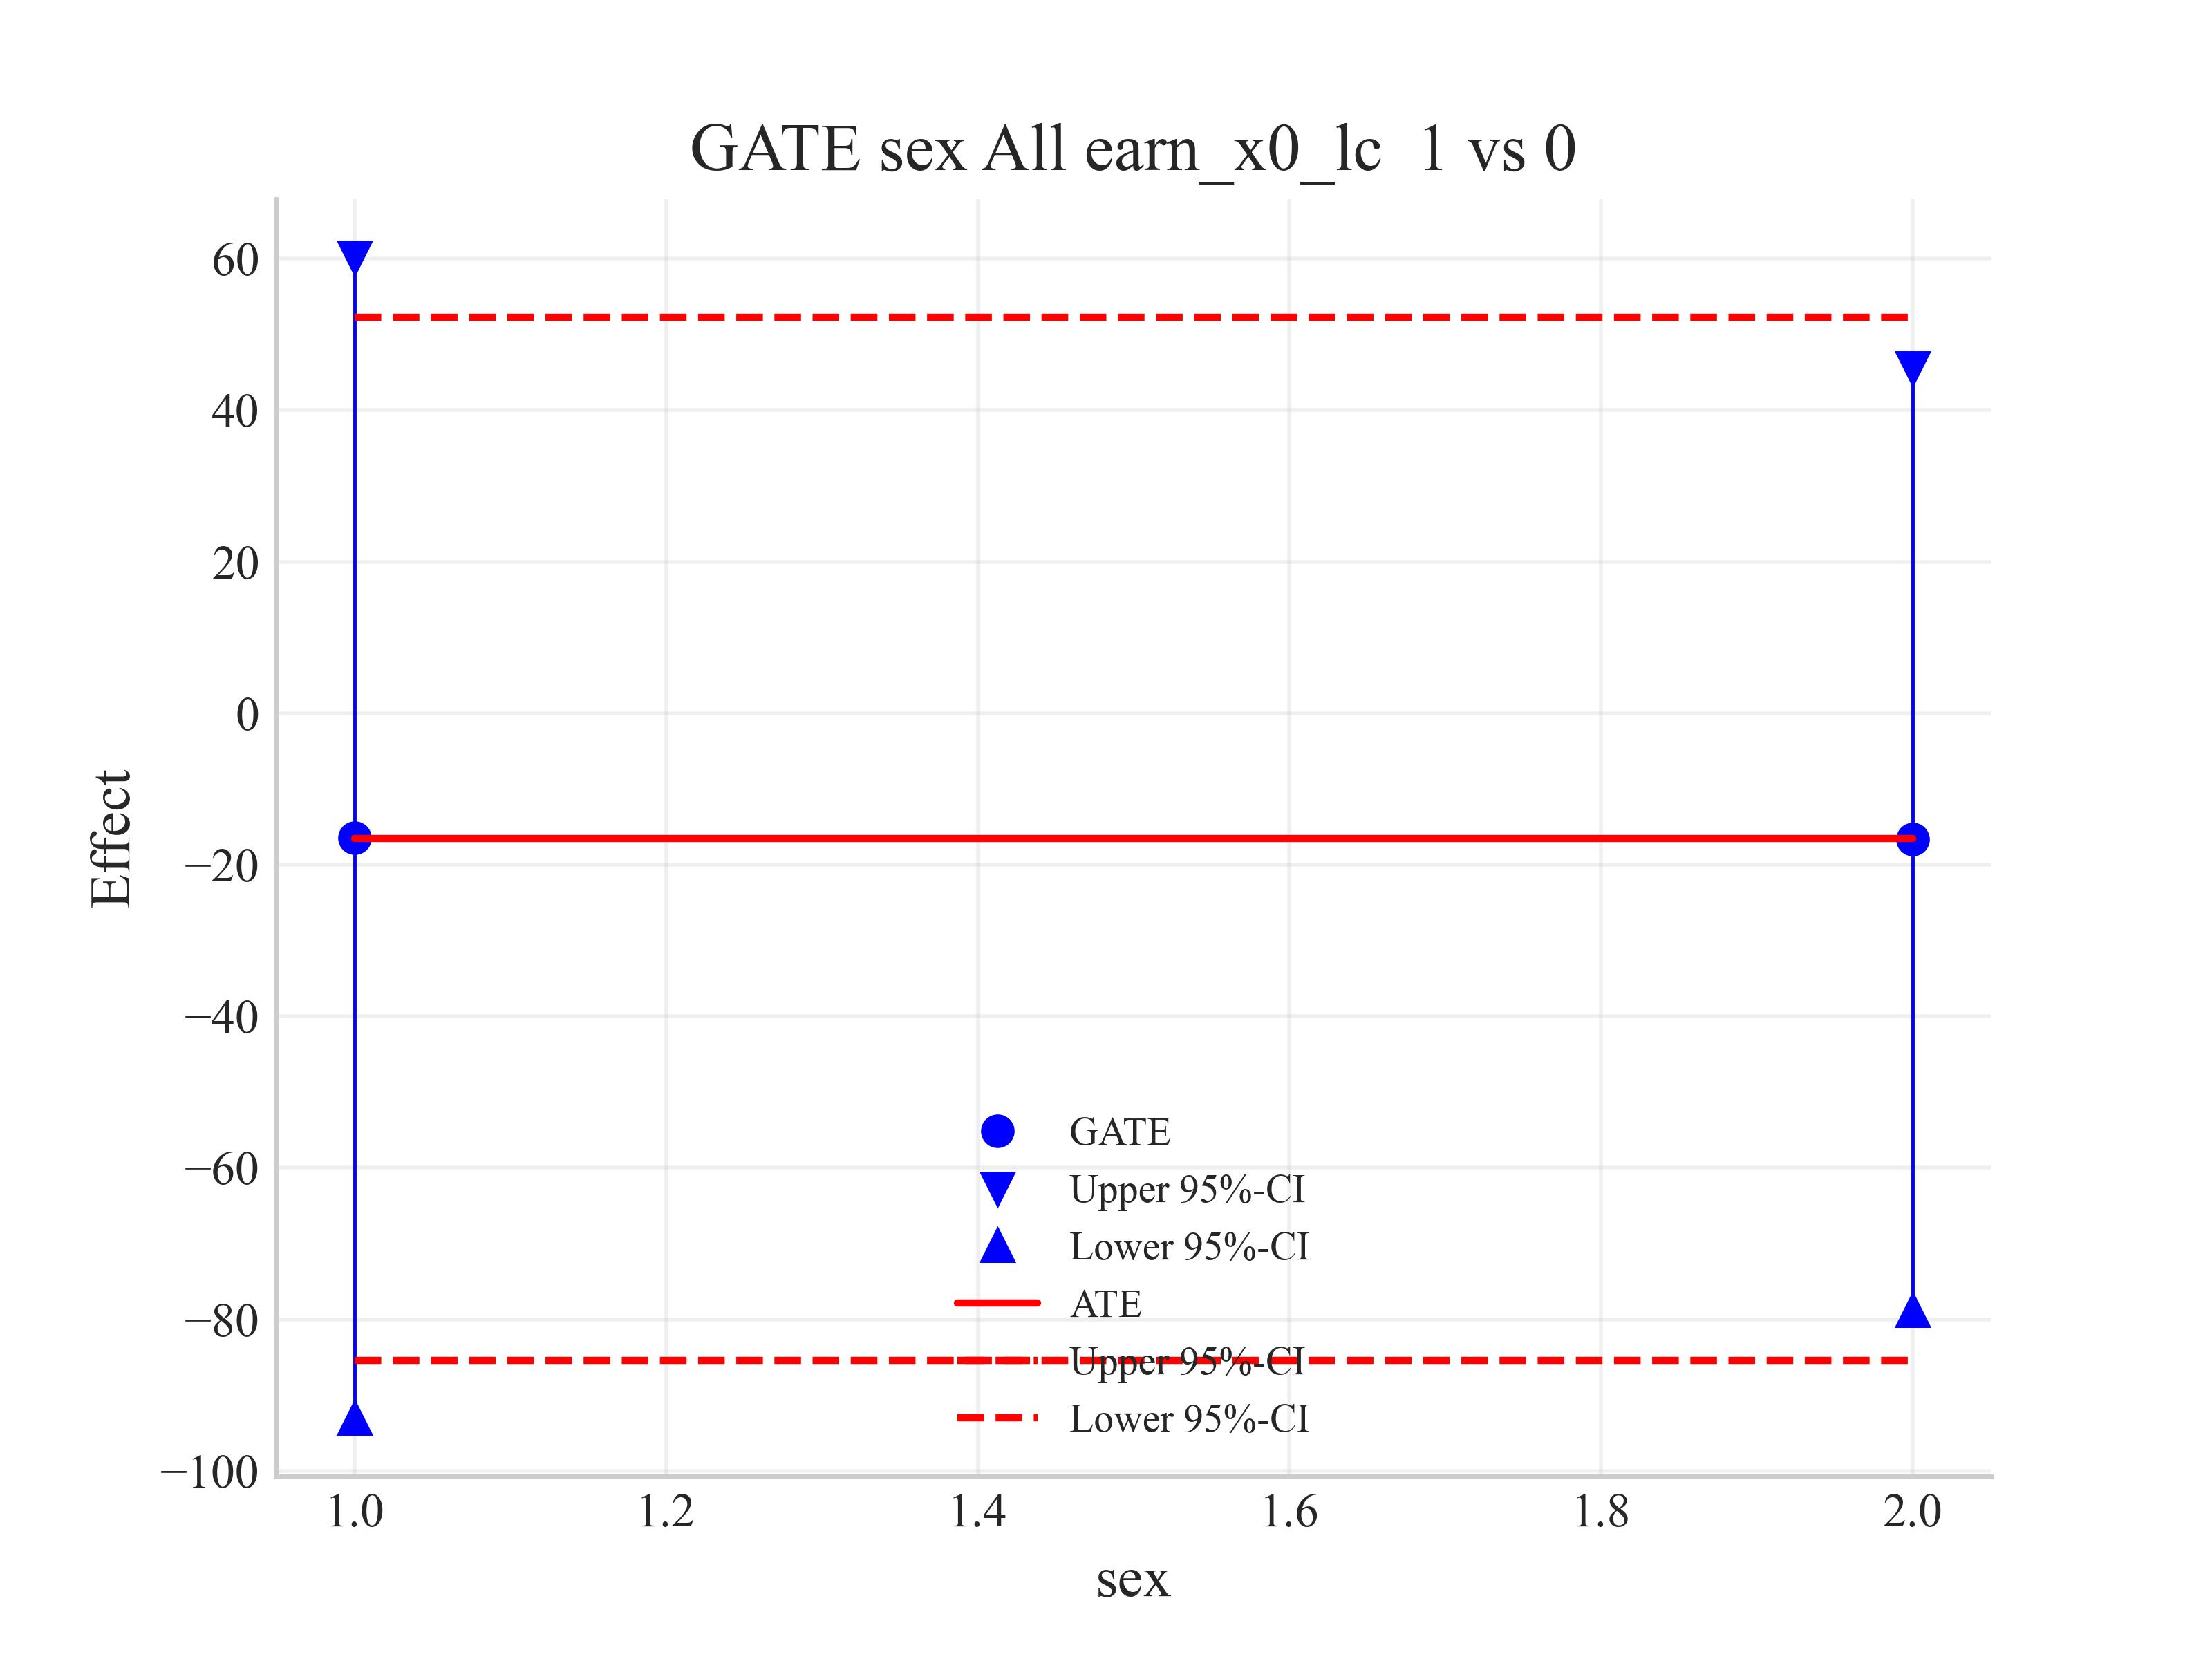 GATE sex All earn_x0_lc 1 vs 0
Effect
60
40
20
0
−20
−40
−60
−80
−100
GATE
Upper 95%-CI
Lower 95%-CI
ATE
Upper 95%-CI
Lower 95%-CI
1.0 1.2 1.4 1.6 1.8 2.0
sex